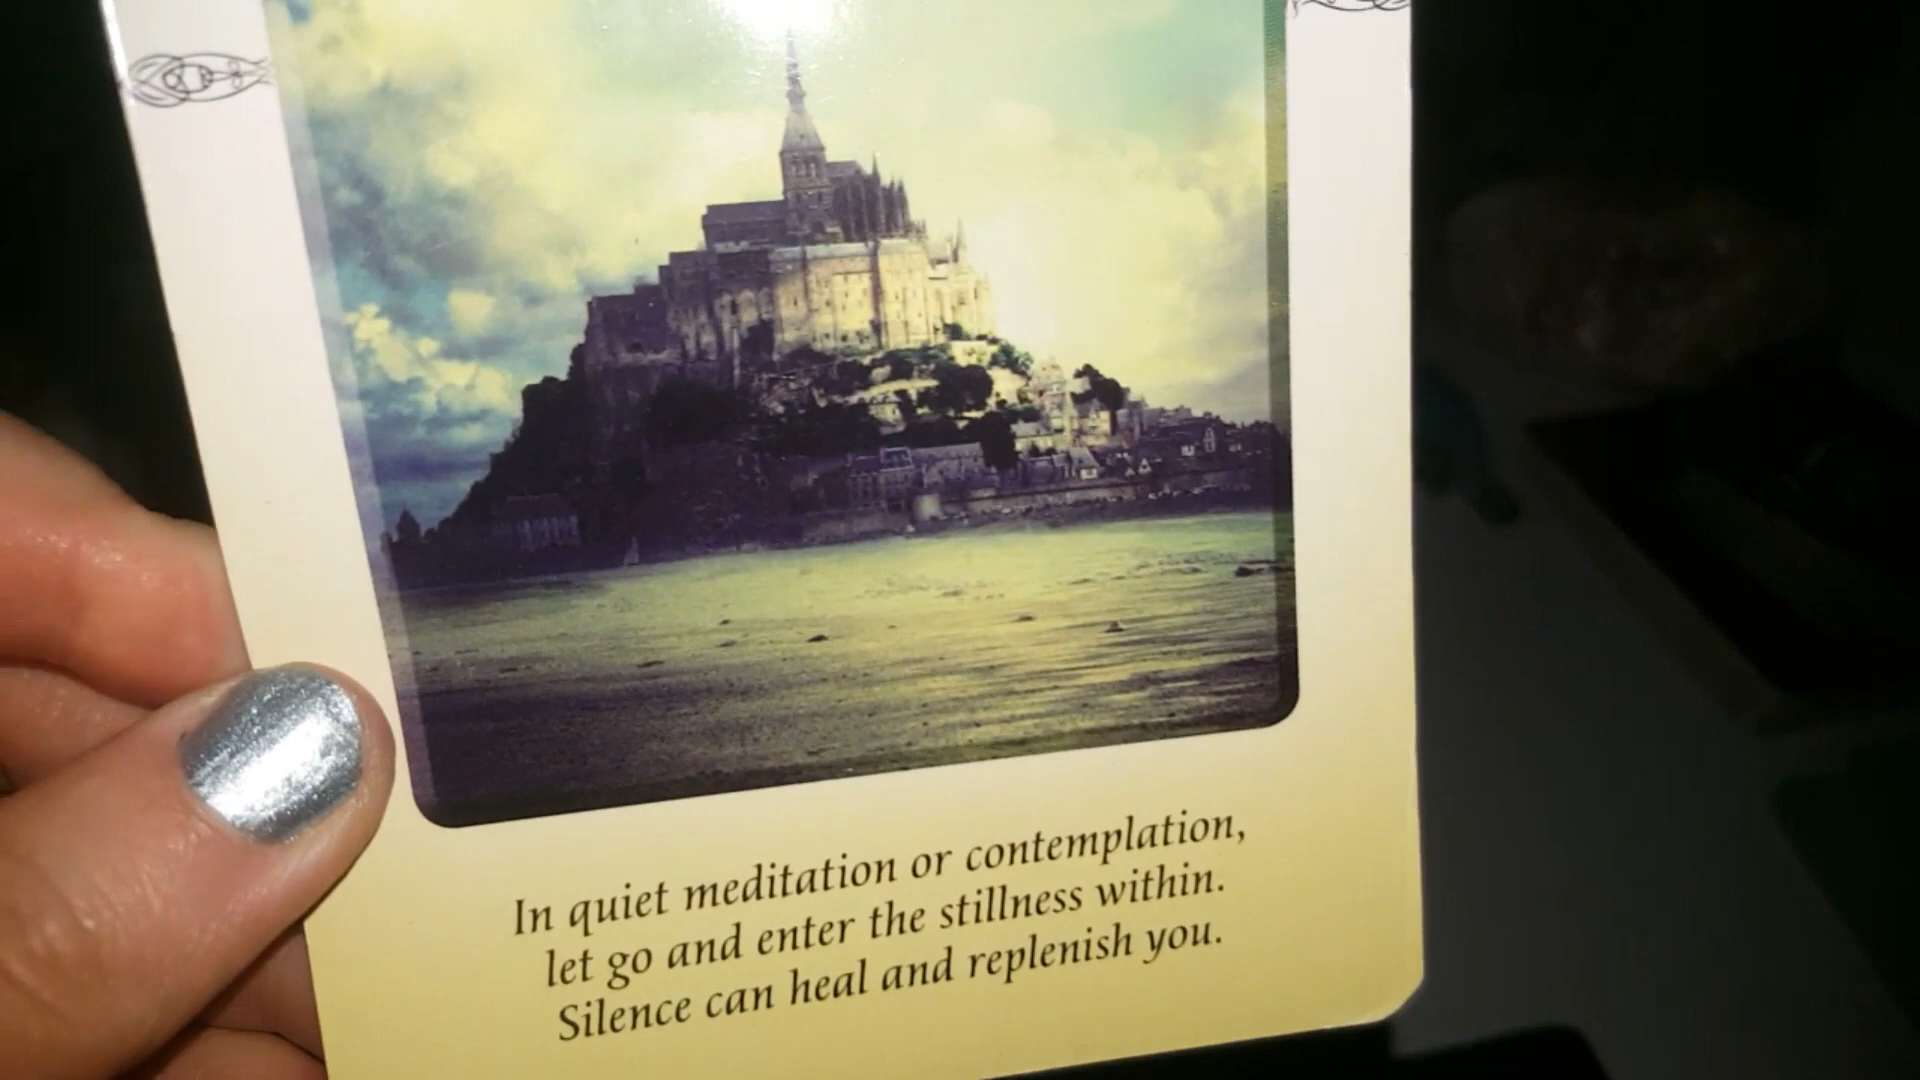 In quiet meditation or contemplation,
let go and enter the stillness within.
Silence can heal and replenish you.